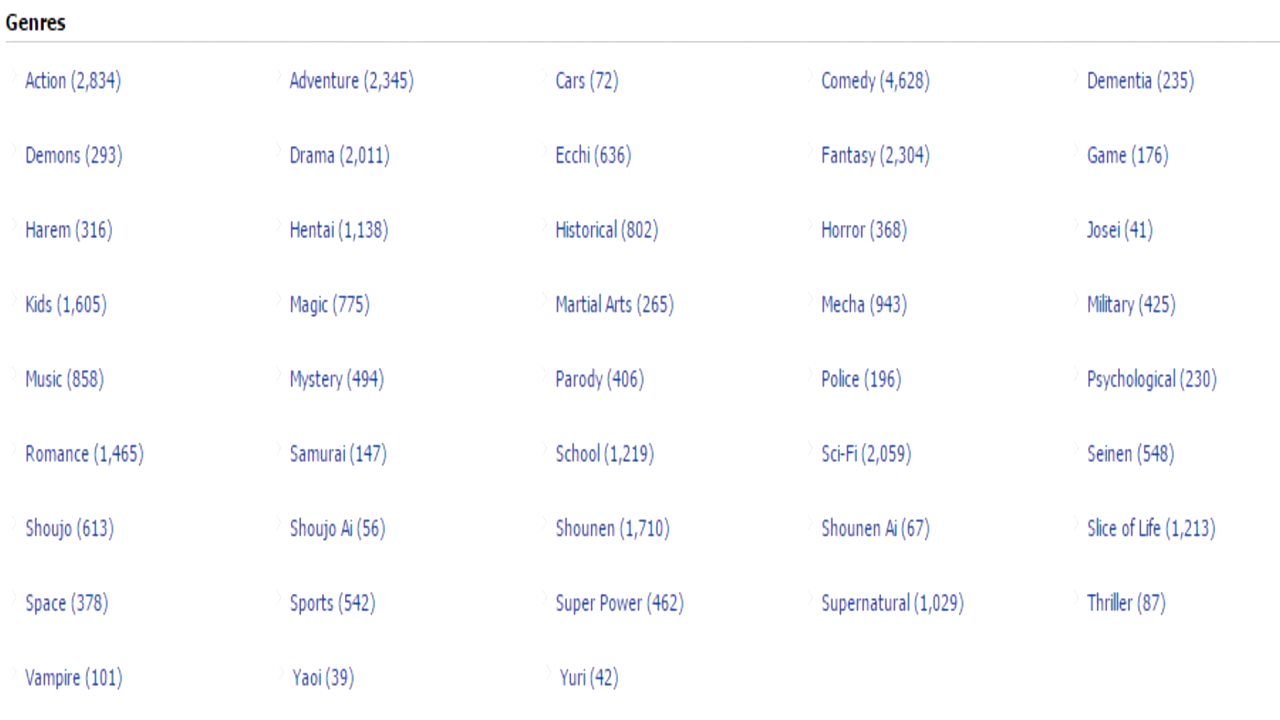 Genres
Action (2,834) Adventure (2,345) Cars (72) Comedy (4,628) Dementia (235)
Demons (293) Drama (2,011) Ecchi (636) Fantasy (2,304) Game (176)
Harem (316) Hentai (1,138) Historical (802) Horror (368) Josei (41)
Kids (1,605) Magic (775) Martial Arts (265) Mecha (943) Military (425)
Music (858) Mystery (494) Parody (406) Police (196) Psychological (230)
Romance (1,465) Samurai (147) School (1,219) Sci-Fi (2,059) Seinen (548)
Shoujo (613) Shoujo Ai (56) Shounen (1,710) Shounen Ai (67) Slice of Life (1,213)
Space (378) Sports (542) Super Power (462) Supernatural (1,029) Thriller (87)
Vampire (101) Yaoi (39) Yuri (42)